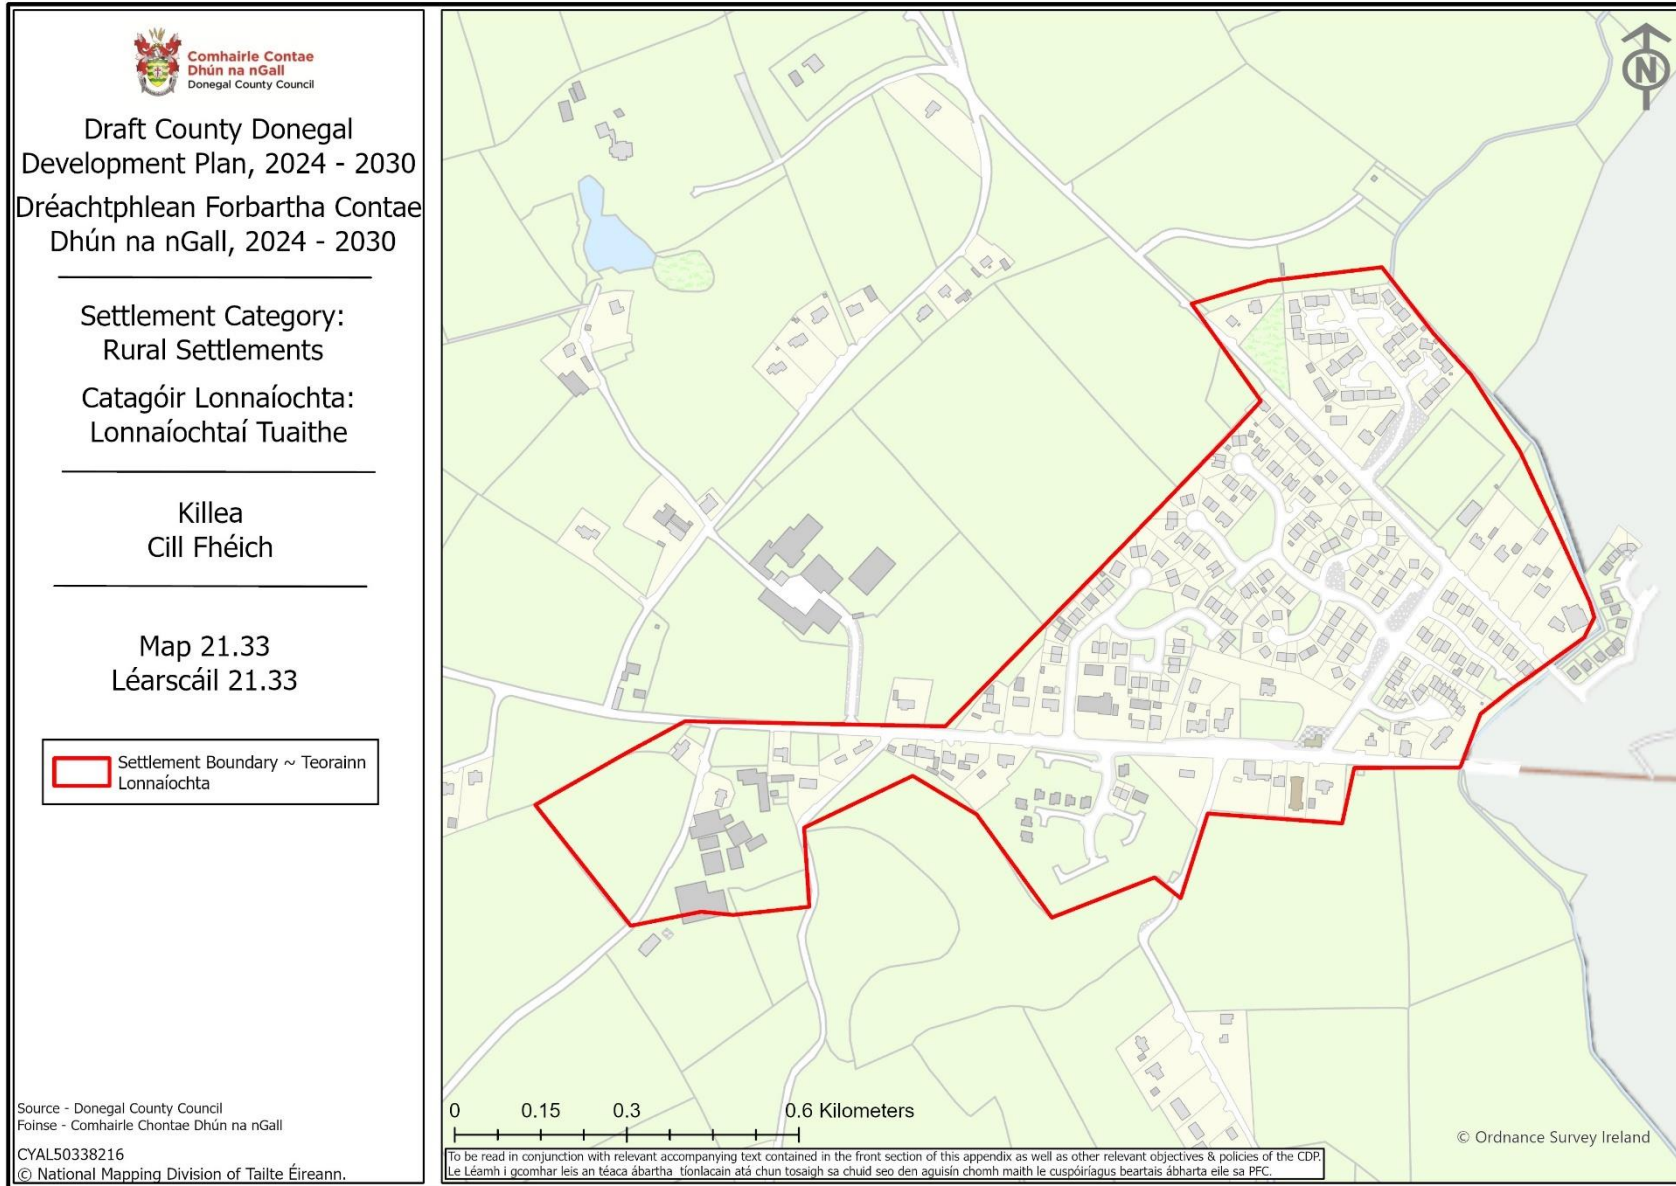 Comhairle Contae
Dhún na nGall
Donegal County Council
Draft County Donegal
Development Plan, 2024 - 2030
Dréachtphlean Forbartha Contae
Dhún na nGall, 2024 - 2030
Settlement Category:
Rural Settlements
Catagóir Lonnaíochta:
Lonnaíochtaí Tuaithe
Killea
Cill Fhéich
Map 21.33
Léarscáil 21.33
Settlement Boundary ~ Teorainn
Lonnaíochta
Source - Donegal County Council
Foinse - Comhairle Chontae Dhún na nGall
CYAL50338216
© National Mapping Division of Tailte Éireann.
N
0 0.15 0.3 0.6 Kilometers
© Ordnance Survey Ireland
To be read in conjunction with relevant accompanying text contained in the front section of this appendix as well as other relevant objectives & policies of the CDP.
Le Léamh i gcomhar leis an téaca ábartha tíonlacain atá chun tosaigh sa chuid seo den aguisín chomh maith le cuspóiríagus beartais ábharta eile sa PFC.